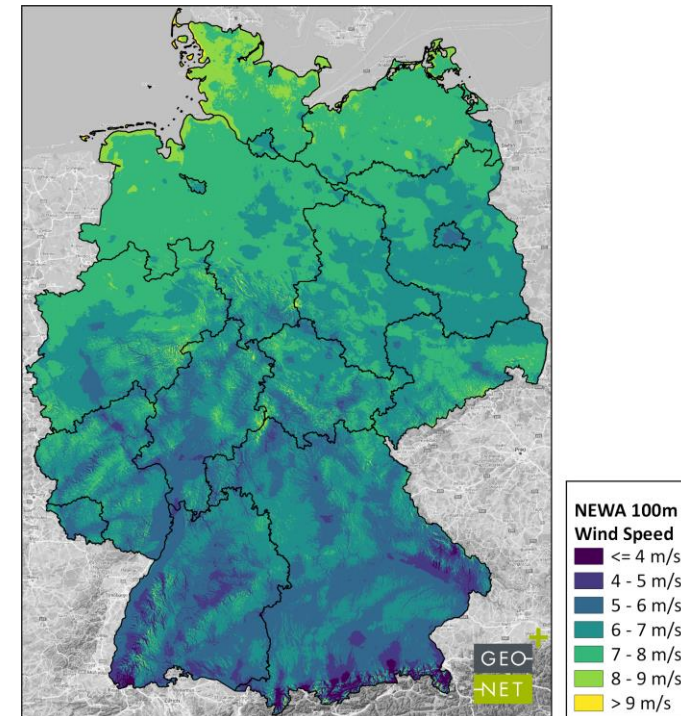 GEO-
NET
NEWA 100m
Wind Speed
<= 4 m/s
4 - 5 m/s
5 - 6 m/s
6 - 7 m/s
7 - 8 m/s
8 - 9 m/s
> 9 m/s